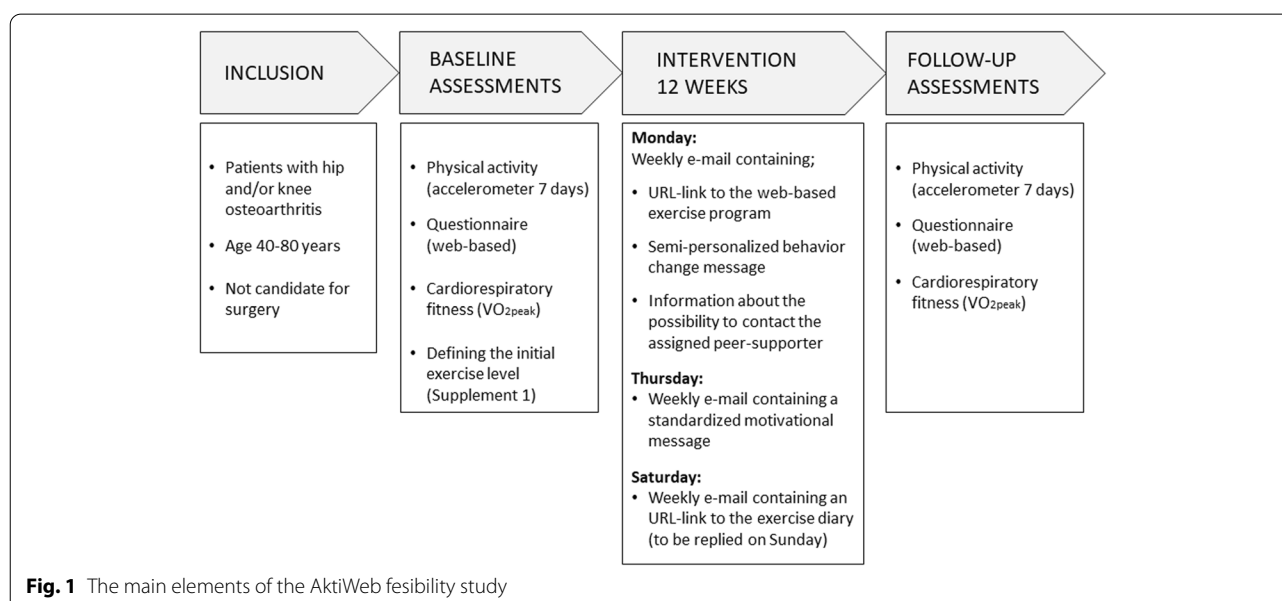 INCLUSION
• Patients with hip
and/or knee
osteoarthritis
• Age 40-80 years
• Not candidate for
surgery
BASELINE
ASSESSMENTS
• Physical activity
(accelerometer 7 days)
• Questionnaire
(web-based)
• Cardiorespiratory
fitness (VO2peak)
• Defining the initial
exercise level
(Supplement 1)
INTERVENTION
12 WEEKS
Monday:
Weekly e-mail containing;
• URL-link to the web-based
exercise program
• Semi-personalized behavior
change message
• Information about the
possibility to contact the
assigned peer-supporter
Thursday:
• Weekly e-mail containing a
standardized motivational
message
Saturday:
• Weekly e-mail containing an
URL-link to the exercise diary
(to be replied on Sunday)
FOLLOW-UP
ASSESSMENTS
• Physical activity
(accelerometer 7 days)
• Questionnaire
(web-based)
• Cardiorespiratory
fitness (VO2peak)
Fig. 1 The main elements of the AktiWeb fesibility study